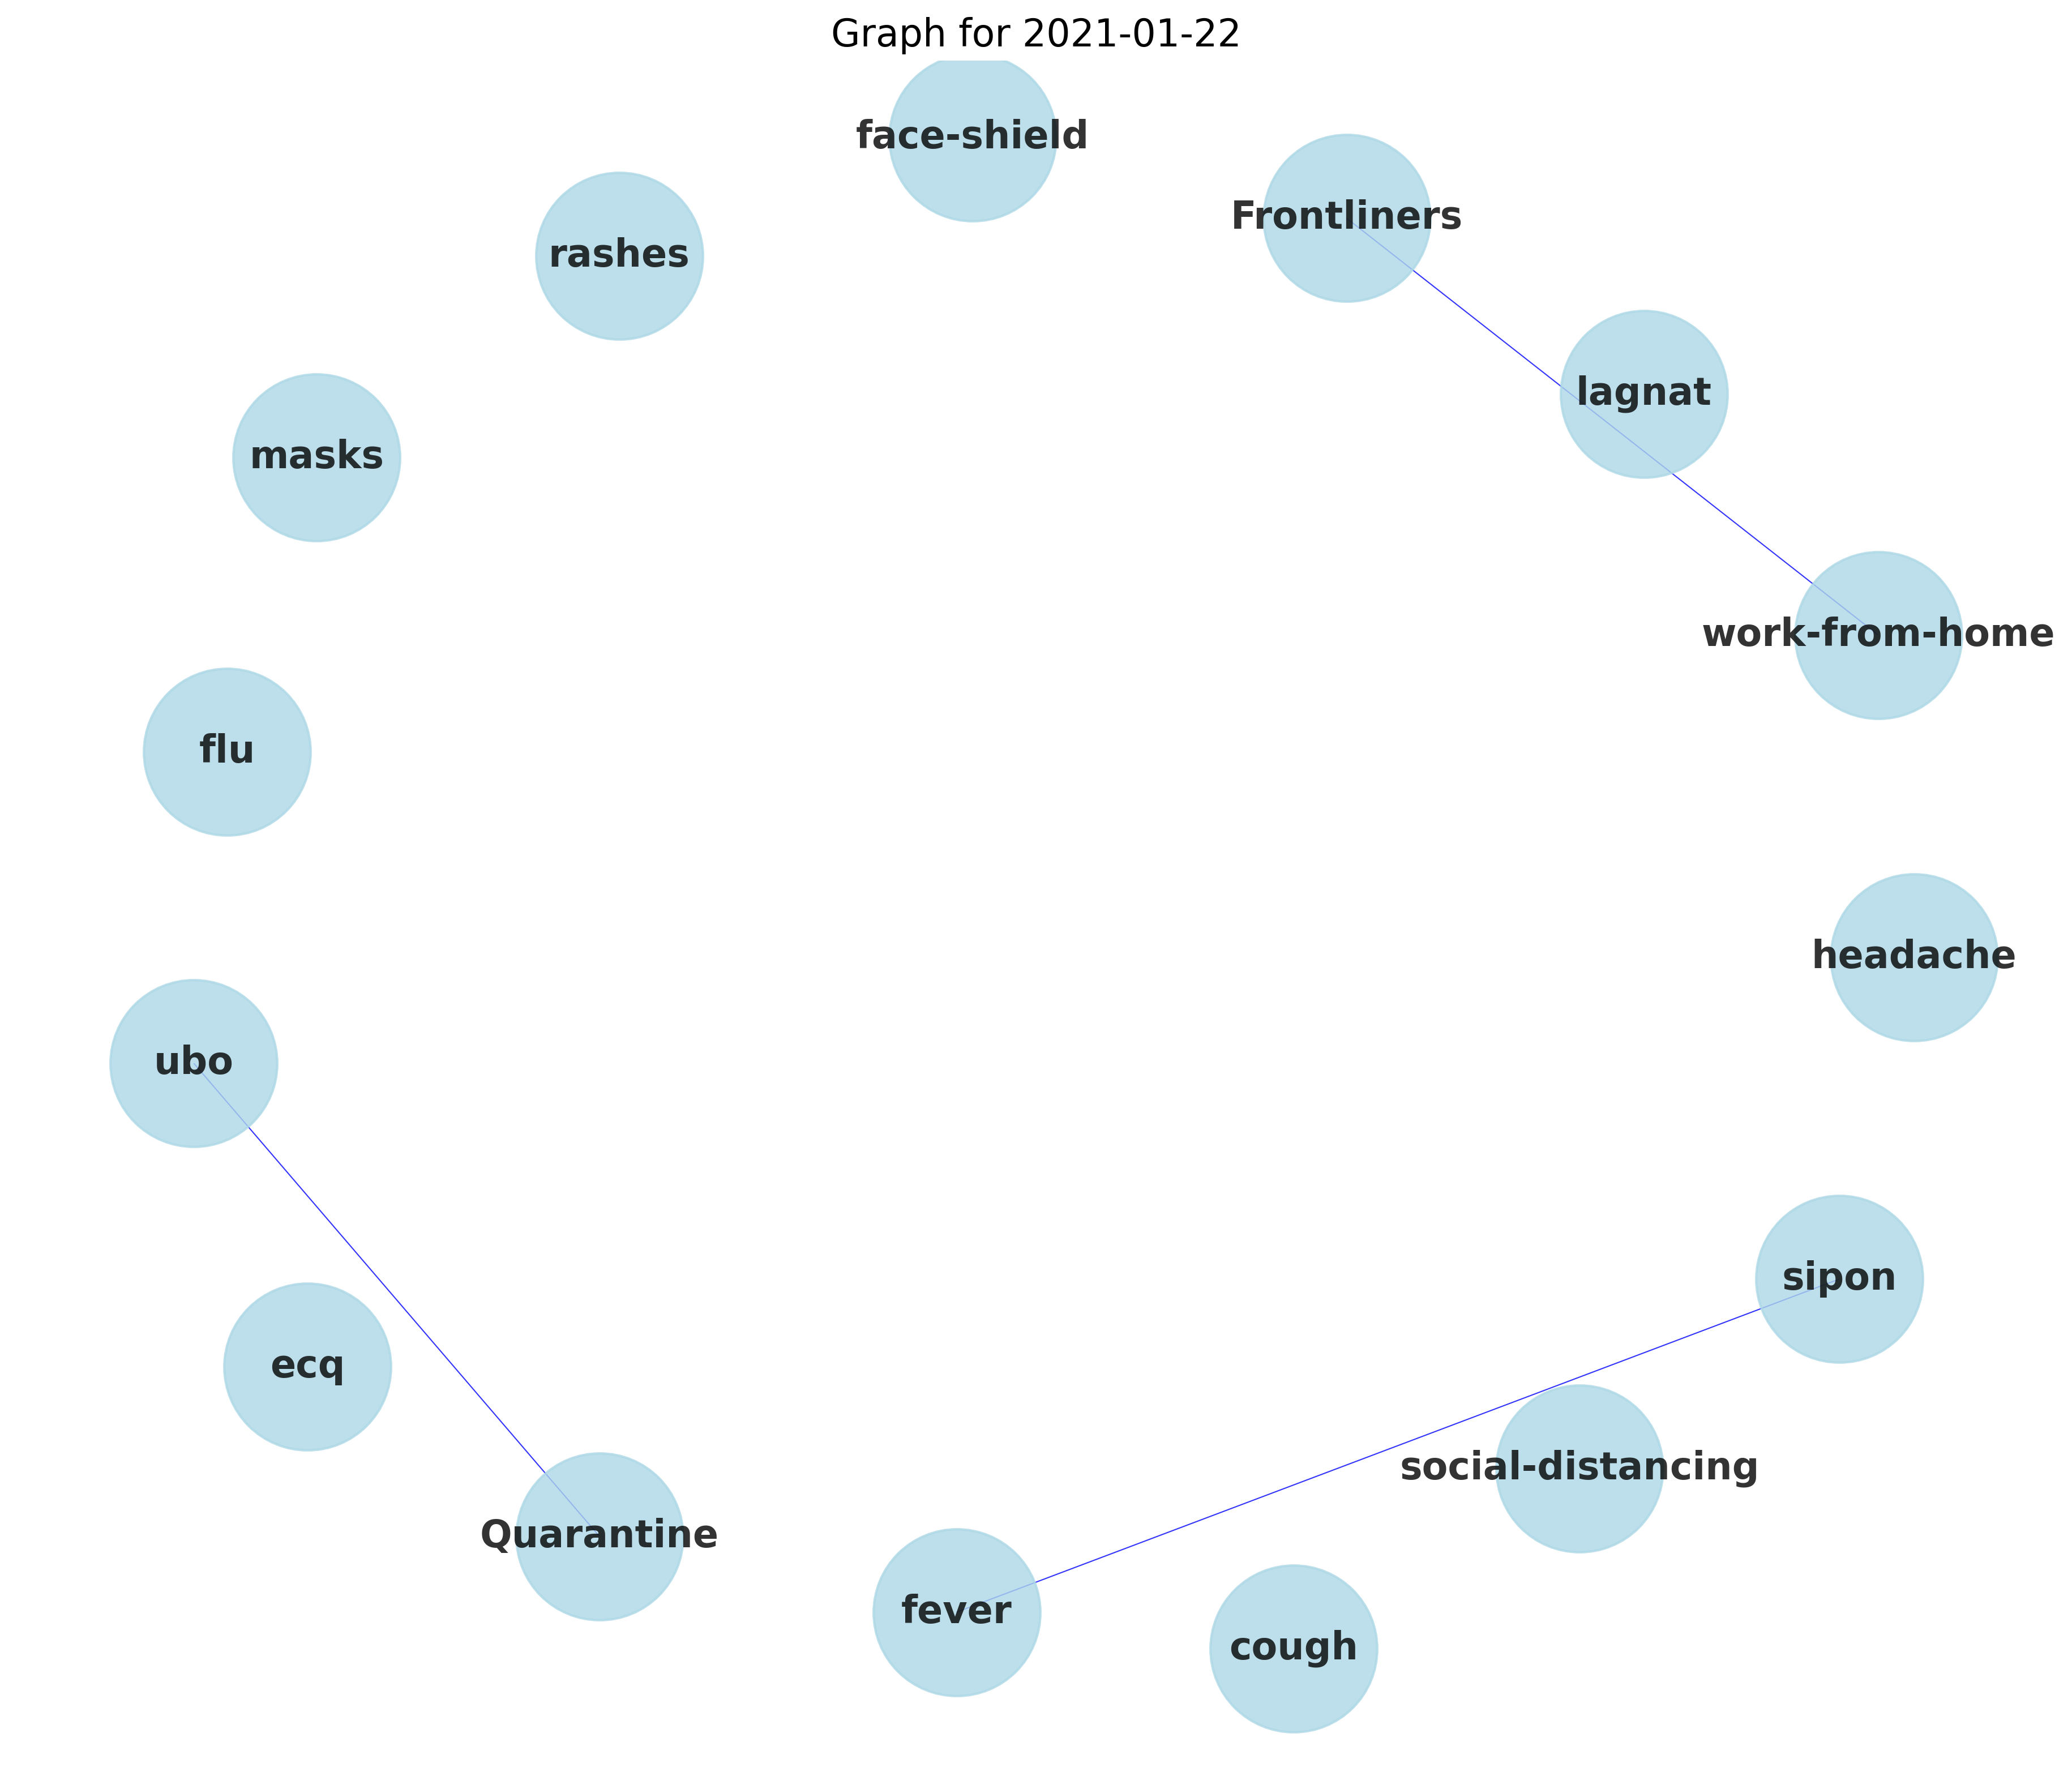 Graph for 2021-01-22
face-shield
Frontliners
rashes
lagnat
masks
work-from-home
flu
headache
ubo
sipon
ecq
social-distancing
Quarantine
fever
cough